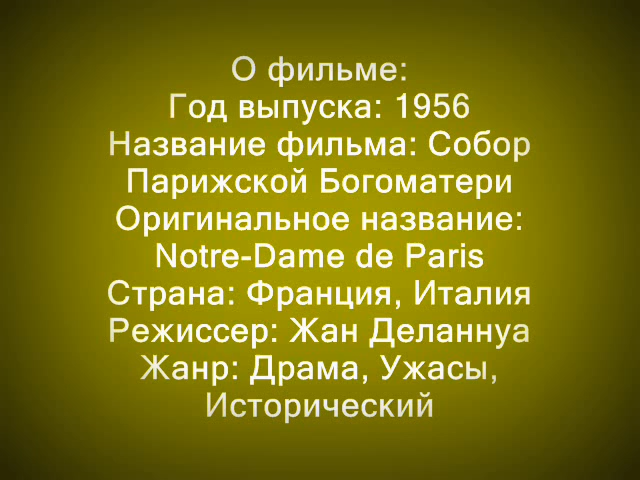 О фильме:
Год выпуска: 1956
Название фильма: Собор
Парижской Богоматери
Оригинальное название:
Notre-Dame de Paris
Страна: Франция, Италия
Режиссер: Жан Деланнуа
Жанр: Драма, Ужасы,
Исторический